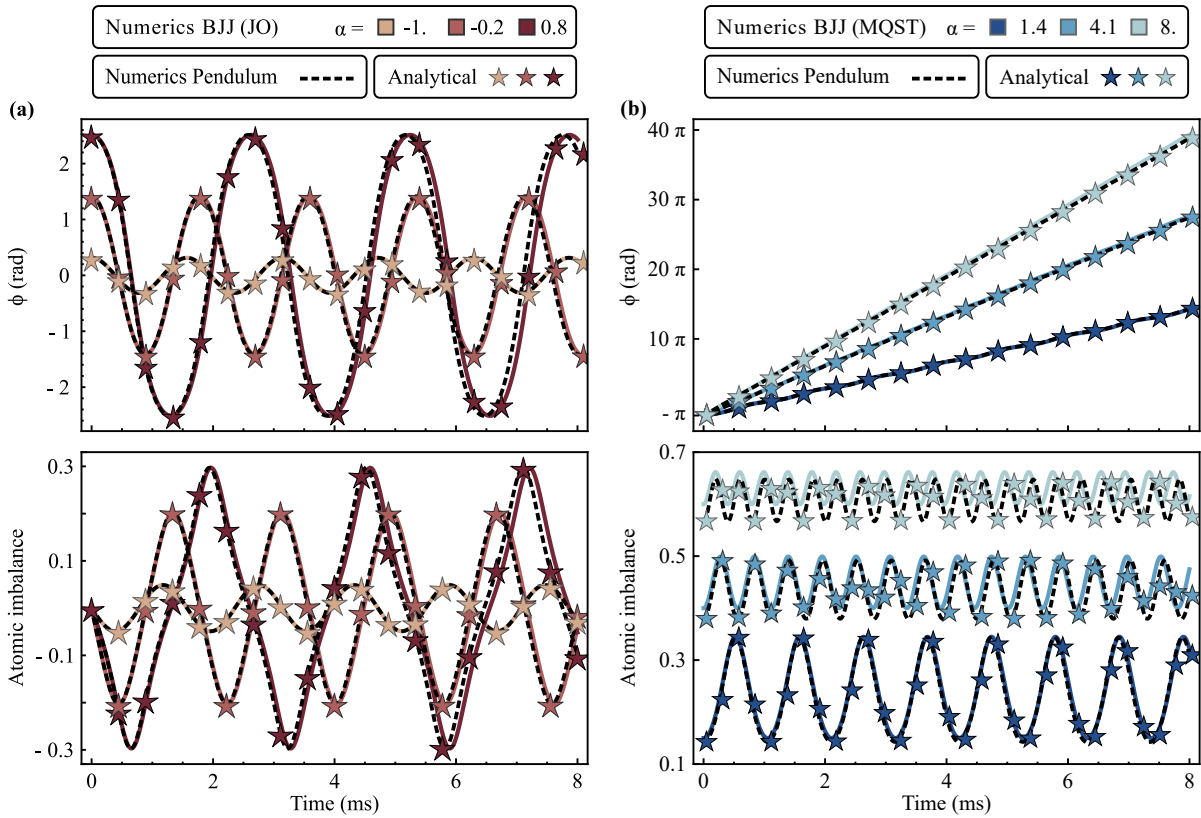 Numerics BJJ (JO) α = -1. -0.2 0.8
Numerics Pendulum
Analytical
(a)
ϕ (rad)
2
1
0
- 1
- 2
Atomic imbalance
0.3
0.1
- 0.1
- 0.3
0 2 4 6 8
Time (ms)
Numerics BJJ (MQST) α = 1.4 4.1 8.
Numerics Pendulum
Analytical
(b)
ϕ (rad)
40 π
30 π
20 π
10 π
- π
Atomic imbalance
0.7
0.5
0.3
0.1
0 2 4 6 8
Time (ms)